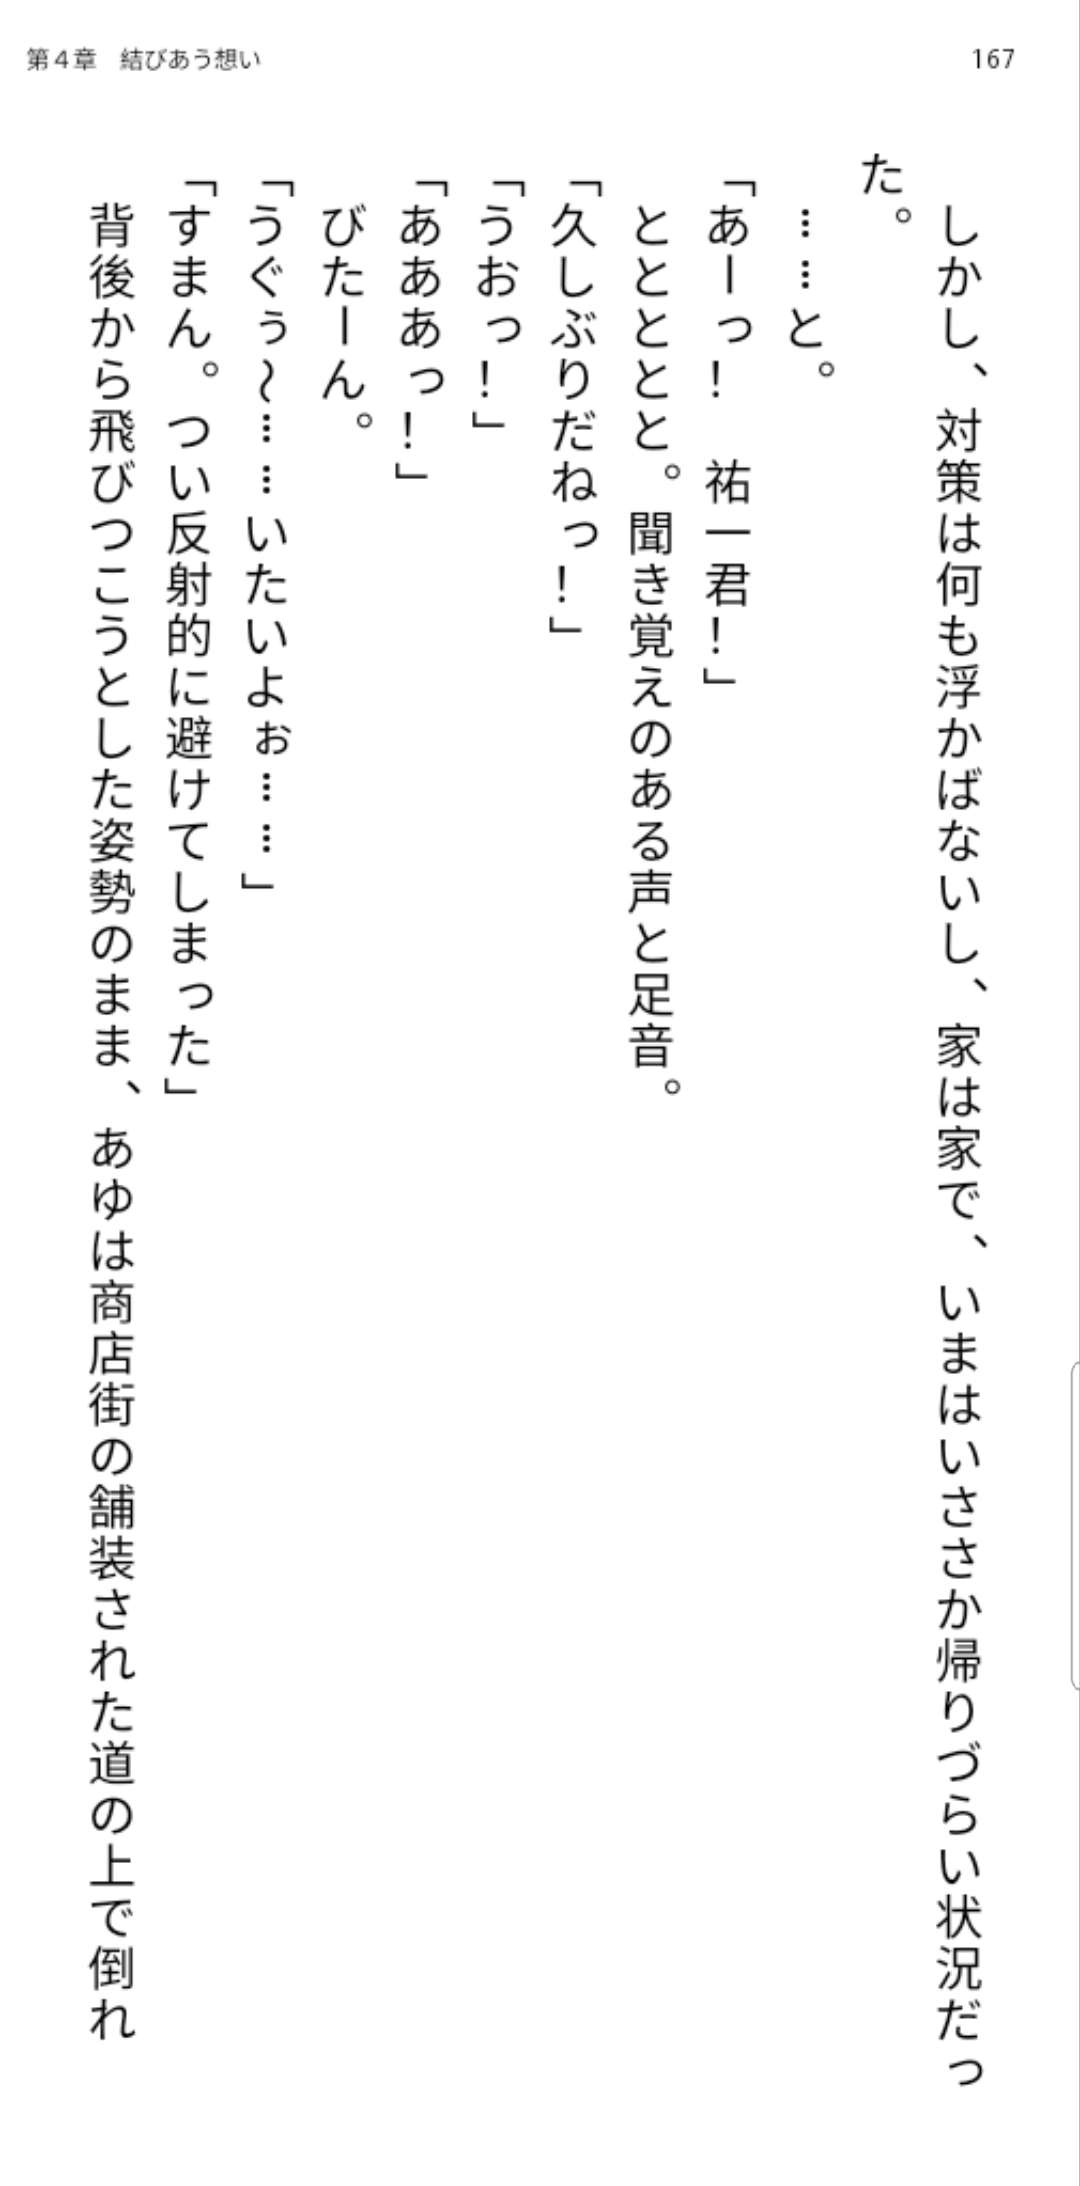 第４章　結びあう想い
167
　しかし、対策は何も浮かばないし、家は家で、いまはいささか帰りづらい状況だっ
た。
　……と。
「あーっ！　祐一君！」
　ととととと。聞き覚えのある声と足音。
「久しぶりだねっ！」
「うおっ！」
「あああっ！」
　びたーん。
「うぐぅ～……いたいよぉ……」
「すまん。つい反射的に避けてしまった」
　背後から飛びつこうとした姿勢のまま、あゆは商店街の舗装された道の上で倒れ